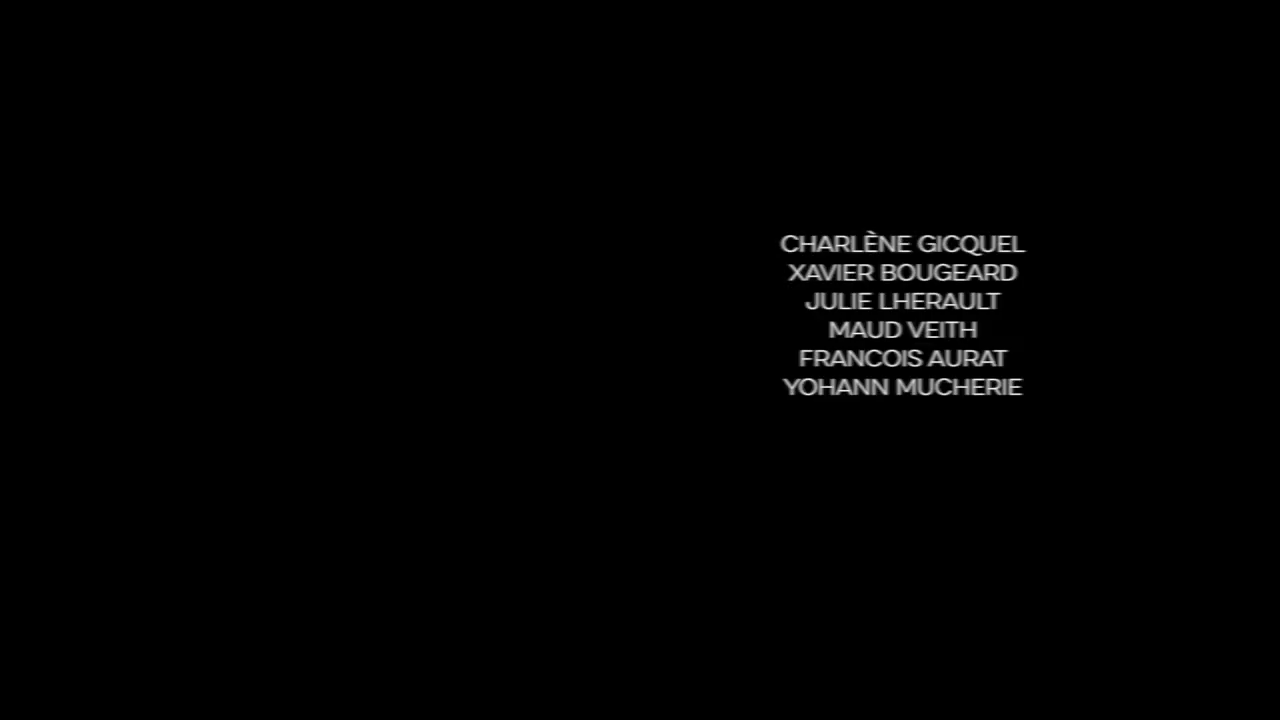 CHARLÈNE GICQUEL
XAVIER BOUGEARD
JULIE LHERAULT
MAUD VEITH
FRANCOIS AURAT
YOHANN MUCHERIE